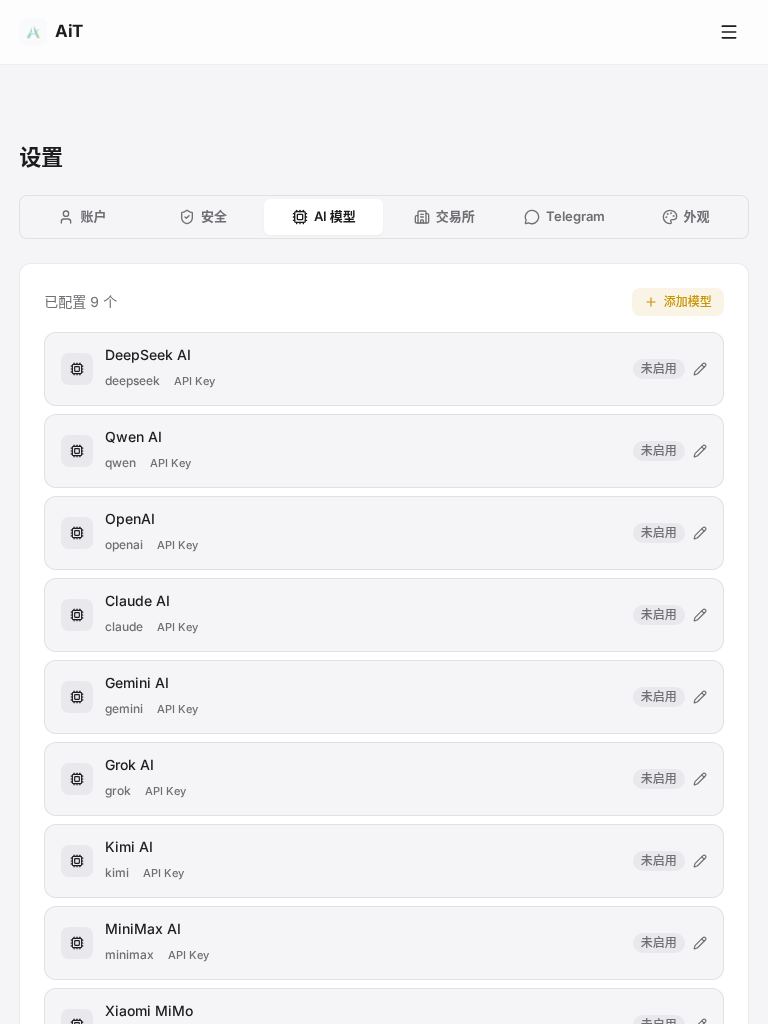 AiT
设置
账户 安全 AI 模型 交易所 Telegram 外观
已配置 9 个 添加模型
DeepSeek AI
deepseek API Key 未启用
Qwen AI
qwen API Key 未启用
OpenAI
openai API Key 未启用
Claude AI
claude API Key 未启用
Gemini AI
gemini API Key 未启用
Grok AI
grok API Key 未启用
Kimi AI
kimi API Key 未启用
MiniMax AI
minimax API Key 未启用
Xiaomi MiMo
未启用